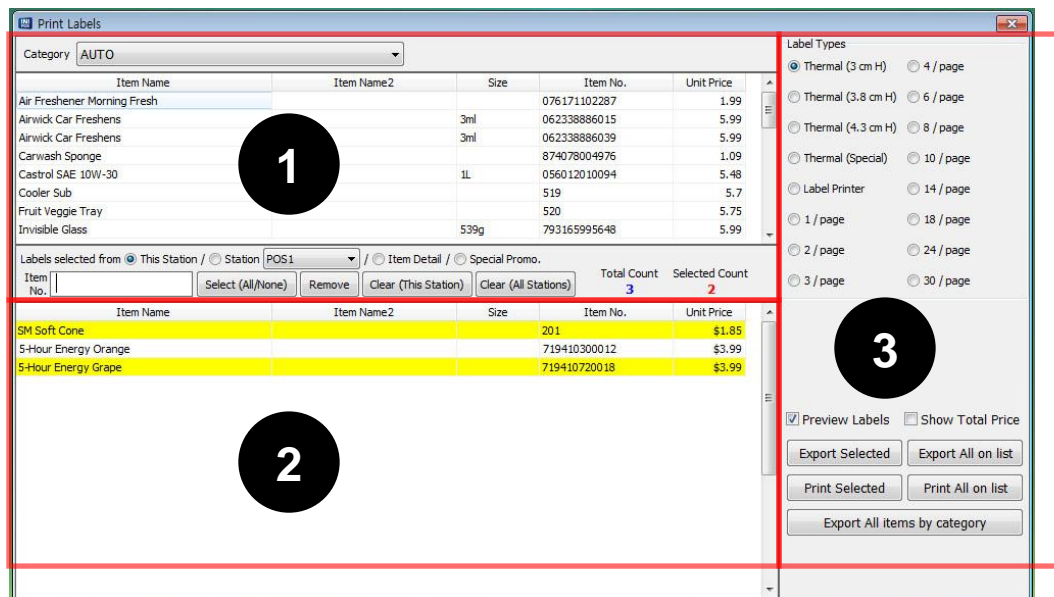 Print Labels
Category AUTO
Item Name Item Name2 Size Item No. Unit Price
Air Freshener Morning Fresh 076171102287 1.99
Airwick Car Freshens 3ml 062338886015 5.99
Airwick Car Freshens 3ml 062338886039 5.99
Carwash Sponge 874078004976 1.09
Castrol SAE 10W-30 1L 056012010094 5.48
Cooler Sub 519 5.7
Fruit Veggie Tray 520 5.75
Invisible Glass 539g 793165995648 5.99
1
Labels selected from This Station / Station POS1 / Item Detail / Special Promo.
Item No. Select (All/None) Remove Clear (This Station) Clear (All Stations) Total Count 3 Selected Count 2
Item Name Item Name2 Size Item No. Unit Price
SM Soft Cone 201 $1.85
5-Hour Energy Orange 719410300012 $3.99
5-Hour Energy Grape 719410720018 $3.99
2
Label Types
Thermal (3 cm H) 4 / page
Thermal (3.8 cm H) 6 / page
Thermal (4.3 cm H) 8 / page
Thermal (Special) 10 / page
Label Printer 14 / page
1 / page 18 / page
2 / page 24 / page
3 / page 30 / page
3
Preview Labels Show Total Price
Export Selected Export All on list
Print Selected Print All on list
Export All items by category